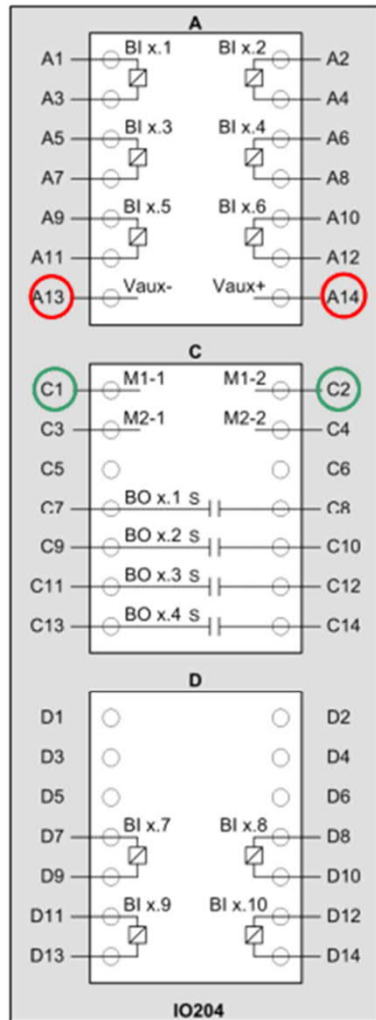 A
A1 BI x.1 BI x.2 A2
A3 A4
A5 BI x.3 BI x.4 A6
A7 A8
A9 BI x.5 BI x.6 A10
A11 A12
A13 Vaux- Vaux+ A14
C
C1 M1-1 M1-2 C2
C3 M2-1 M2-2 C4
C5 C6
C7 BO x.1 S C8
C9 BO x.2 S C10
C11 BO x.3 S C12
C13 BO x.4 S C14
D
D1 D2
D3 D4
D5 D6
D7 BI x.7 BI x.8 D8
D9 D10
D11 BI x.9 BI x.10 D12
D13 D14
IO204